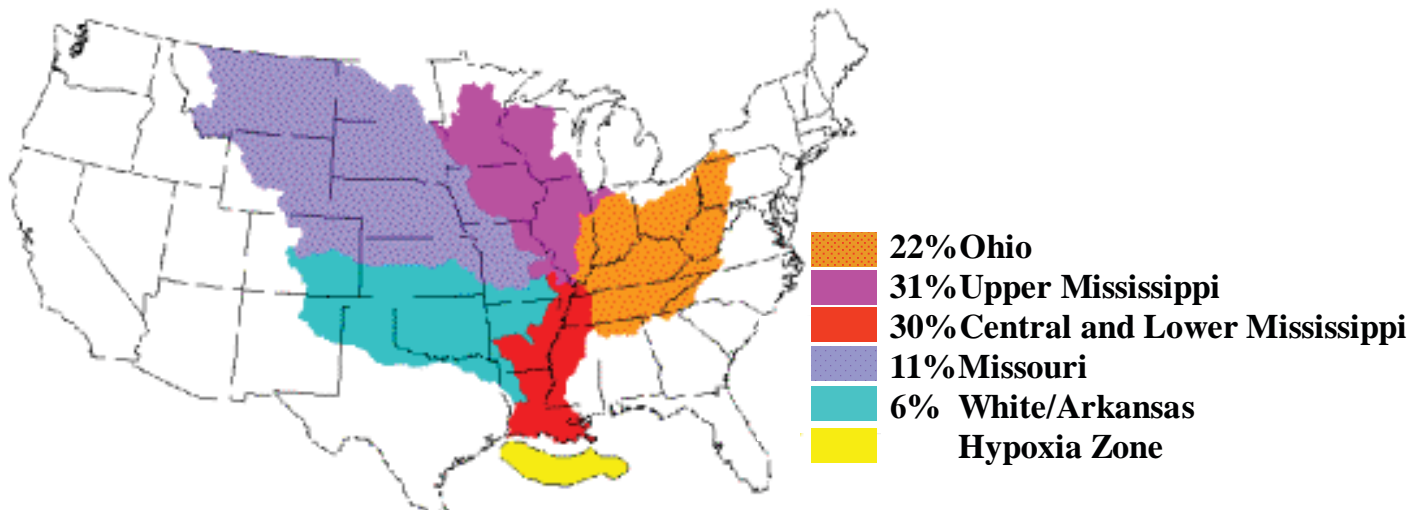 22% Ohio
31% Upper Mississippi
30% Central and Lower Mississippi
11% Missouri
6% White/Arkansas
Hypoxia Zone